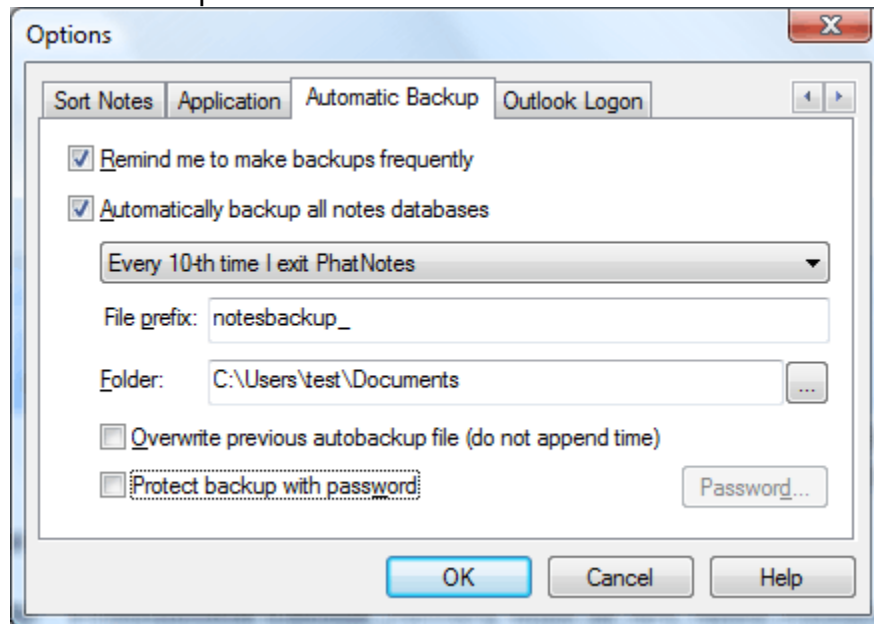 Options
Sort Notes Application Automatic Backup Outlook Logon
Remind me to make backups frequently
Automatically backup all notes databases
Every 10-th time I exit PhatNotes
File prefix: notesbackup_
Folder: C:\Users\test\Documents ...
Overwrite previous autobackup file (do not append time)
Protect backup with password Password...
OK Cancel Help